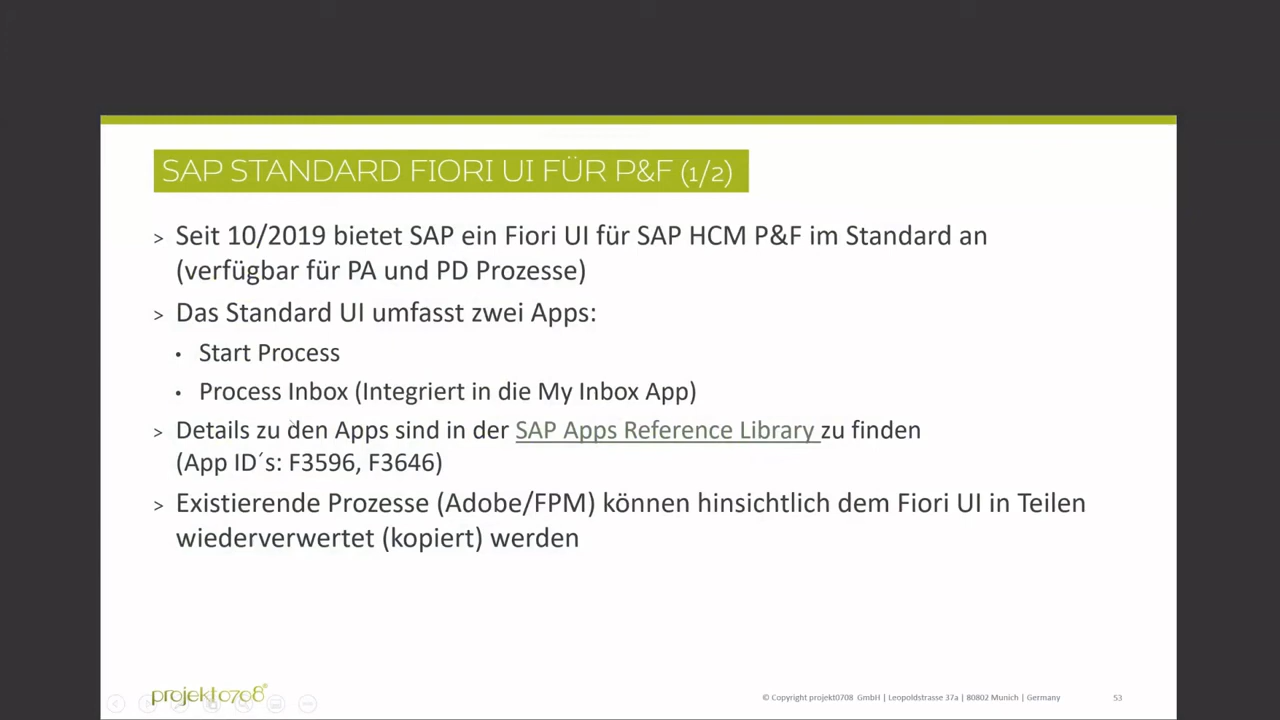 SAP STANDARD FIORI UI FÜR P&F (1/2)
> Seit 10/2019 bietet SAP ein Fiori UI für SAP HCM P&F im Standard an
(verfügbar für PA und PD Prozesse)
> Das Standard UI umfasst zwei Apps:
• Start Process
• Process Inbox (Integriert in die My Inbox App)
> Details zu den Apps sind in der SAP Apps Reference Library zu finden
(App ID´s: F3596, F3646)
> Existierende Prozesse (Adobe/FPM) können hinsichtlich dem Fiori UI in Teilen
wiederverwertet (kopiert) werden
projekt0708®
© Copyright projekt0708 GmbH | Leopoldstrasse 37a | 80802 Munich | Germany
53